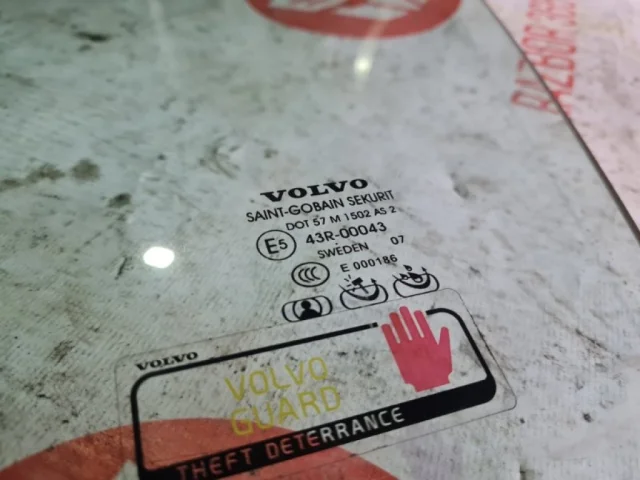 VOLVO
SAINT-GOBAIN SEKURIT
DOT 57 M 1502 AS 2
E5 43R-00043
SWEDEN 07
CCC E 000186
VOLVO
VOLVO
GUARD
THEFT DETERRANCE